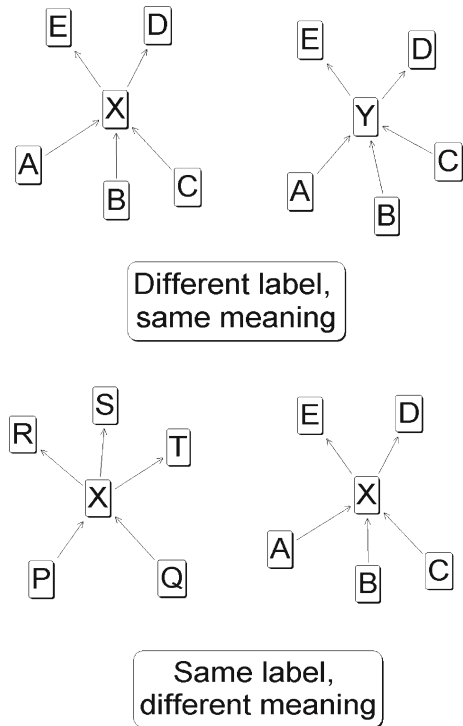 E D
X
A B C
E D
Y
A B C
Different label,
same meaning
R S T
X
P Q
E D
X
A B C
Same label,
different meaning